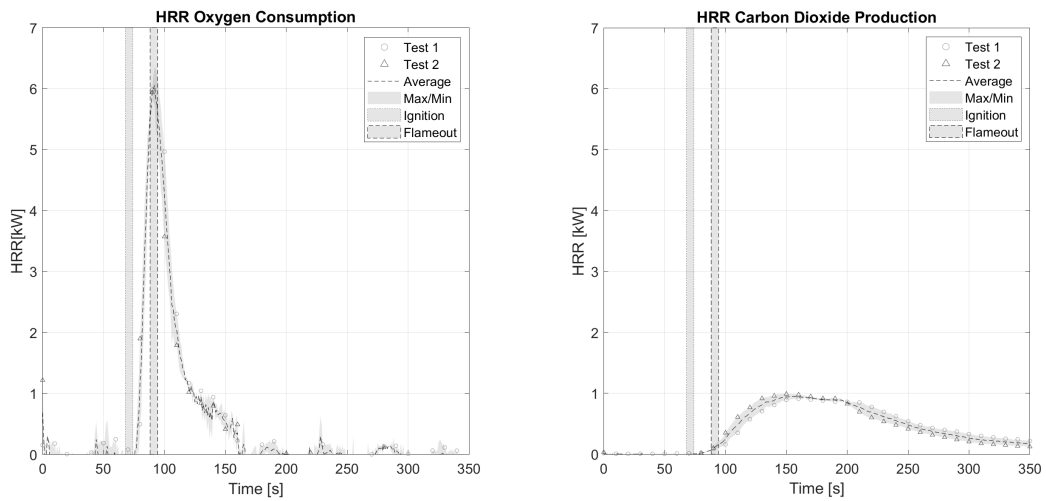 HRR Oxygen Consumption
7
6
5
4
3
2
1
0
HRR[kW]
0 50 100 150 200 250 300 350
Time [s]
Test 1
Test 2
Average
Max/Min
Ignition
Flameout
HRR Carbon Dioxide Production
7
6
5
4
3
2
1
0
HRR [kW]
0 50 100 150 200 250 300 350
Time [s]
Test 1
Test 2
Average
Max/Min
Ignition
Flameout